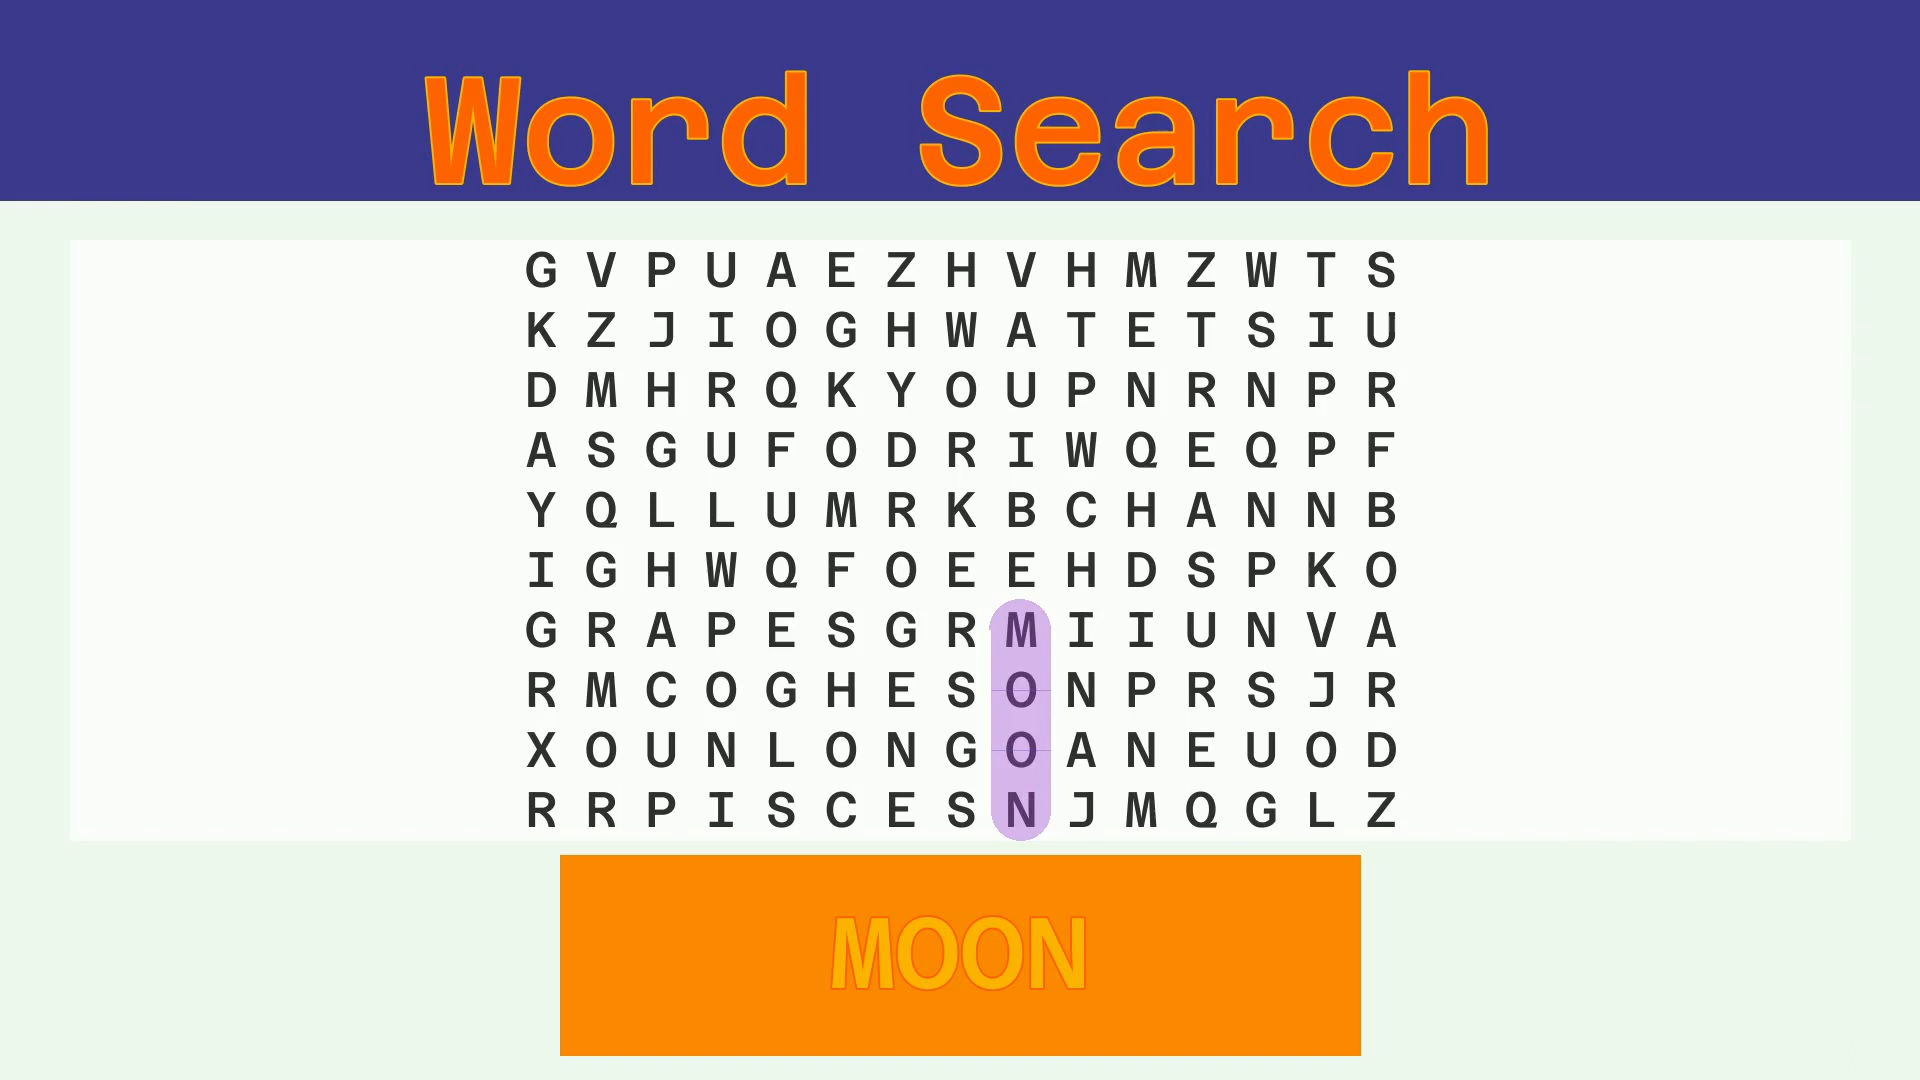 Word Search
G V P U A E Z H V H M Z W T S
K Z J I O G H W A T E T S I U
D M H R Q K Y O U P N R N P R
A S G U F O D R I W Q E Q P F
Y Q L L U M R K B C H A N N B
I G H W Q F O E E H D S P K O
G R A P E S G R M I I U N V A
R M C O G H E S O N P R S J R
X O U N L O N G O A N E U O D
R R P I S C E S N J M Q G L Z
MOON